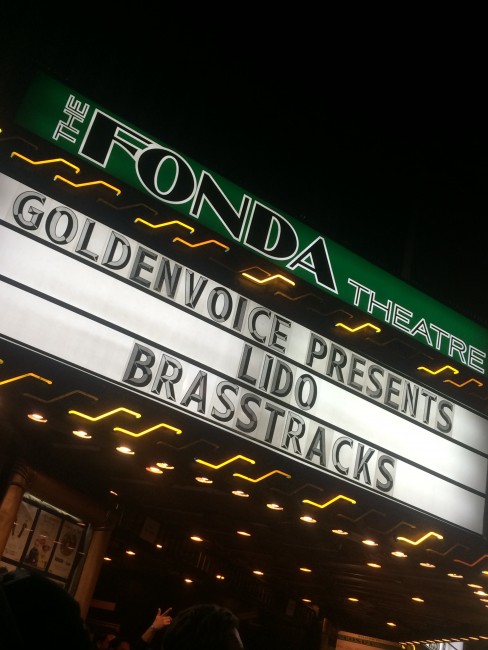 THE FONDA THEATRE
GOLDENVOICE PRESENTS
LIDO
BRASSTRACKS